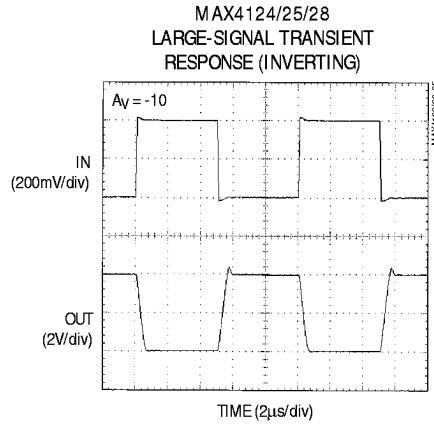 MAX4124/25/28
LARGE-SIGNAL TRANSIENT
RESPONSE (INVERTING)
AV = -10
IN
(200mV/div)
OUT
(2V/div)
TIME (2µs/div)